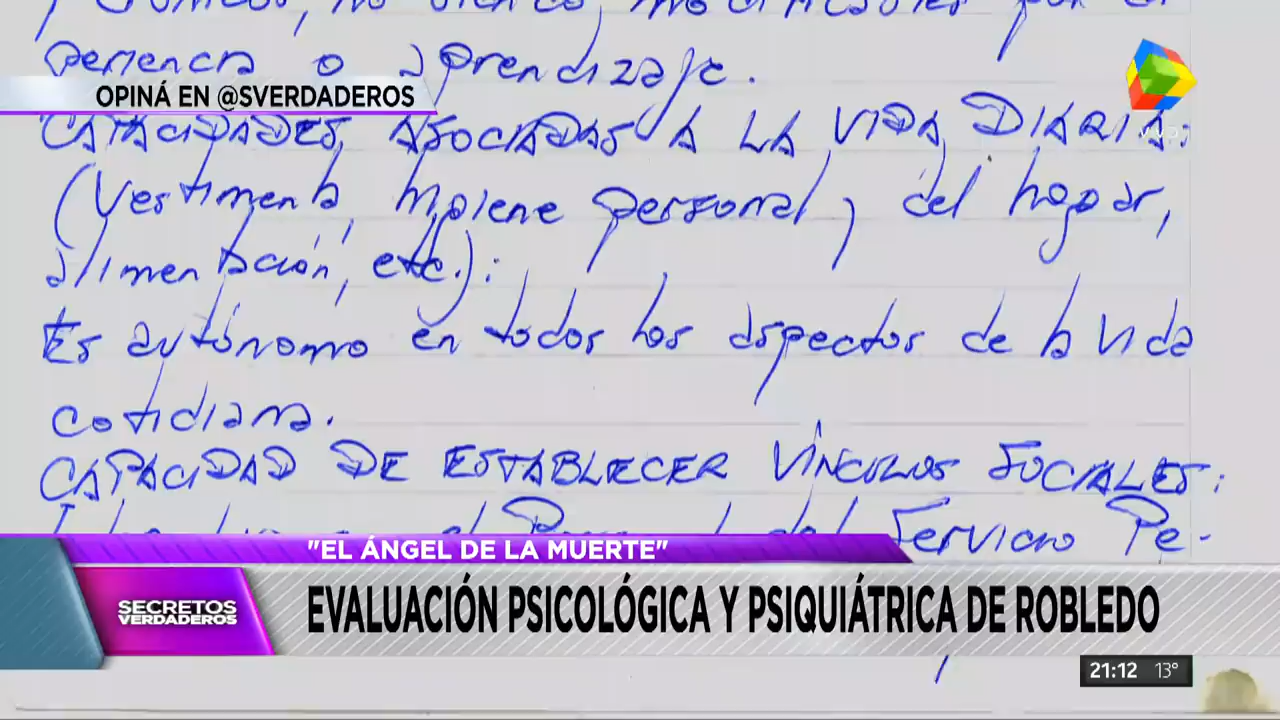 periencia o aprendizaje.
OPINÁ EN @SVERDADEROS
CAPACIDADES ASOCIADAS A LA VIDA DIARIA:
(Vestimenta, higiene personal y del hogar,
alimentación, etc.):
Es autónomo en todos los aspectos de la vida
cotidiana.
CAPACIDAD DE ESTABLECER VÍNCULOS SOCIALES:
del Servicio Pe-
"EL ÁNGEL DE LA MUERTE"
SECRETOS
VERDADEROS
EVALUACIÓN PSICOLÓGICA Y PSIQUIÁTRICA DE ROBLEDO
21:12 13°